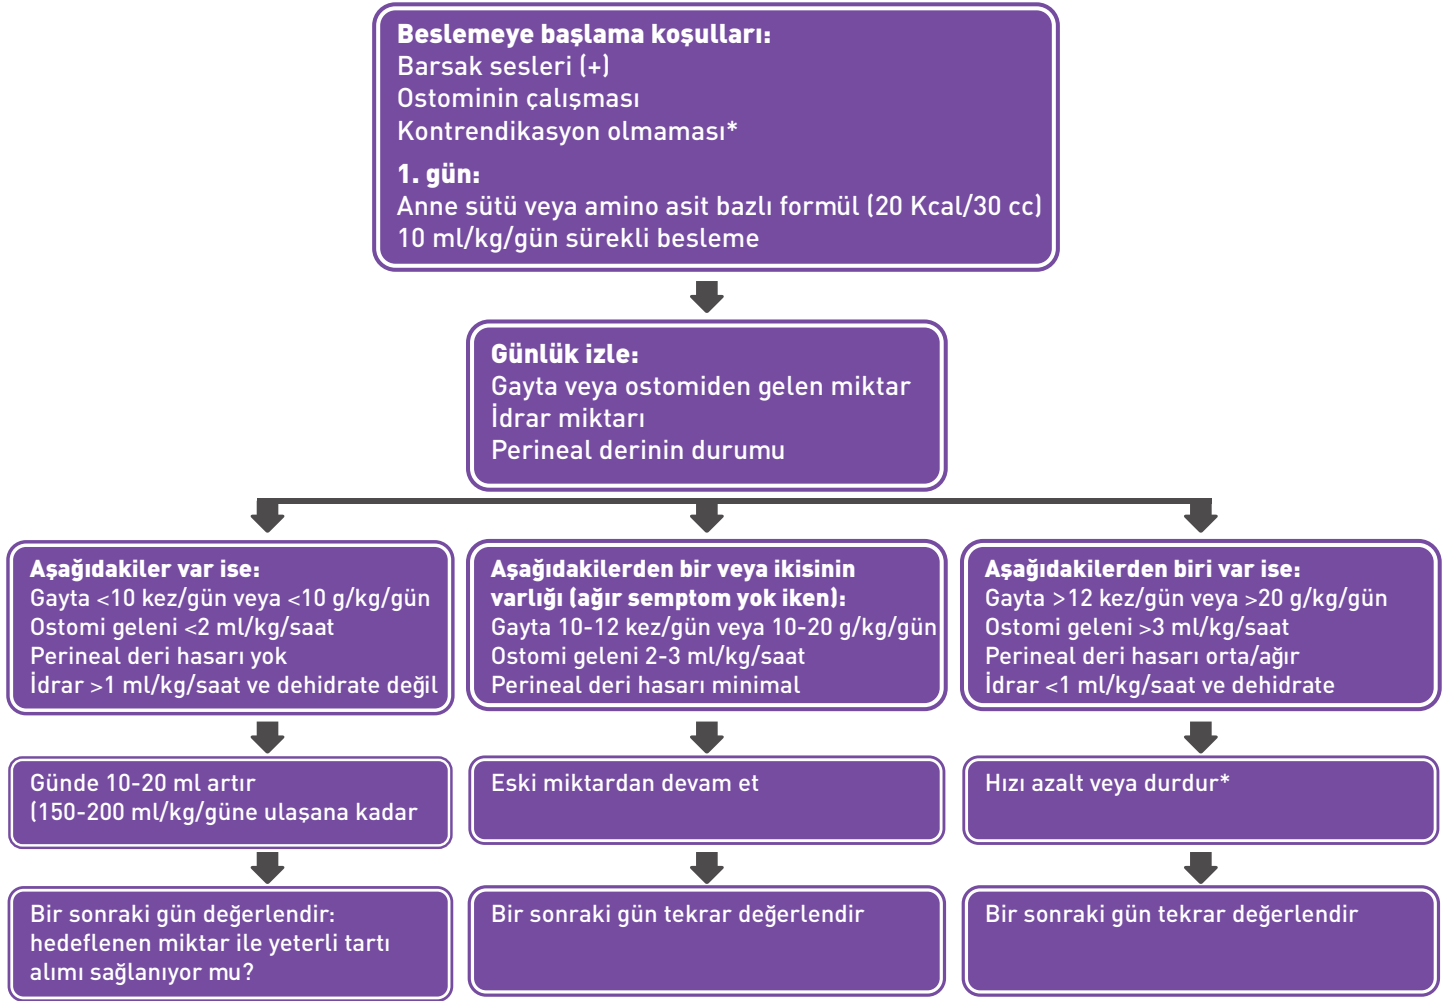 Beslemeye başlama koşulları:
Barsak sesleri (+)
Ostominin çalışması
Kontrendikasyon olmaması*
1. gün:
Anne sütü veya amino asit bazlı formül (20 Kcal/30 cc)
10 ml/kg/gün sürekli besleme
Günlük izle:
Gayta veya ostomiden gelen miktar
İdrar miktarı
Perineal derinin durumu
Aşağıdakiler var ise:
Gayta <10 kez/gün veya <10 g/kg/gün
Ostomi geleni <2 ml/kg/saat
Perineal deri hasarı yok
İdrar >1 ml/kg/saat ve dehidrate değil
Aşağıdakilerden bir veya ikisinin
varlığı (ağır semptom yok iken):
Gayta 10-12 kez/gün veya 10-20 g/kg/gün
Ostomi geleni 2-3 ml/kg/saat
Perineal deri hasarı minimal
Aşağıdakilerden biri var ise:
Gayta >12 kez/gün veya >20 g/kg/gün
Ostomi geleni >3 ml/kg/saat
Perineal deri hasarı orta/ağır
İdrar <1 ml/kg/saat ve dehidrate
Günde 10-20 ml artır
(150-200 ml/kg/güne ulaşana kadar
Eski miktardan devam et
Hızı azalt veya durdur*
Bir sonraki gün değerlendir:
hedeflenen miktar ile yeterli tartı
alımı sağlanıyor mu?
Bir sonraki gün tekrar değerlendir
Bir sonraki gün tekrar değerlendir